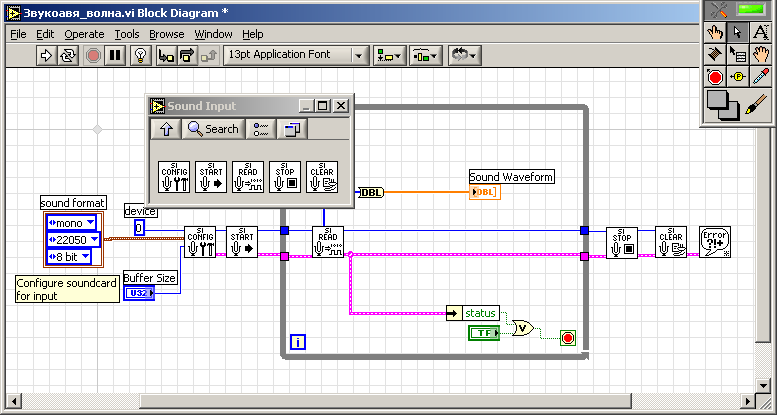 Звукоавя_волна.vi Block Diagram *
File Edit Operate Tools Browse Window Help
13pt Application Font
Sound Input
Search
SI CONFIG
SI START
SI READ
SI STOP
SI CLEAR
DBL
Sound Waveform
DBL
sound format
mono
22050
8 bit
device
0
SI CONFIG
SI START
SI READ
SI STOP
SI CLEAR
Error ?!+
Configure soundcard
for input
Buffer Size
U32
status
TF
V
i